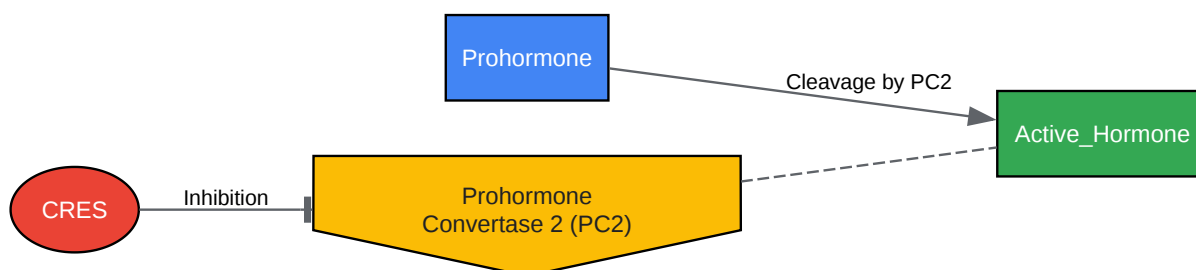 Prohormone
Cleavage by PC2
Active_Hormone
CRES
Inhibition
Prohormone
Convertase 2 (PC2)